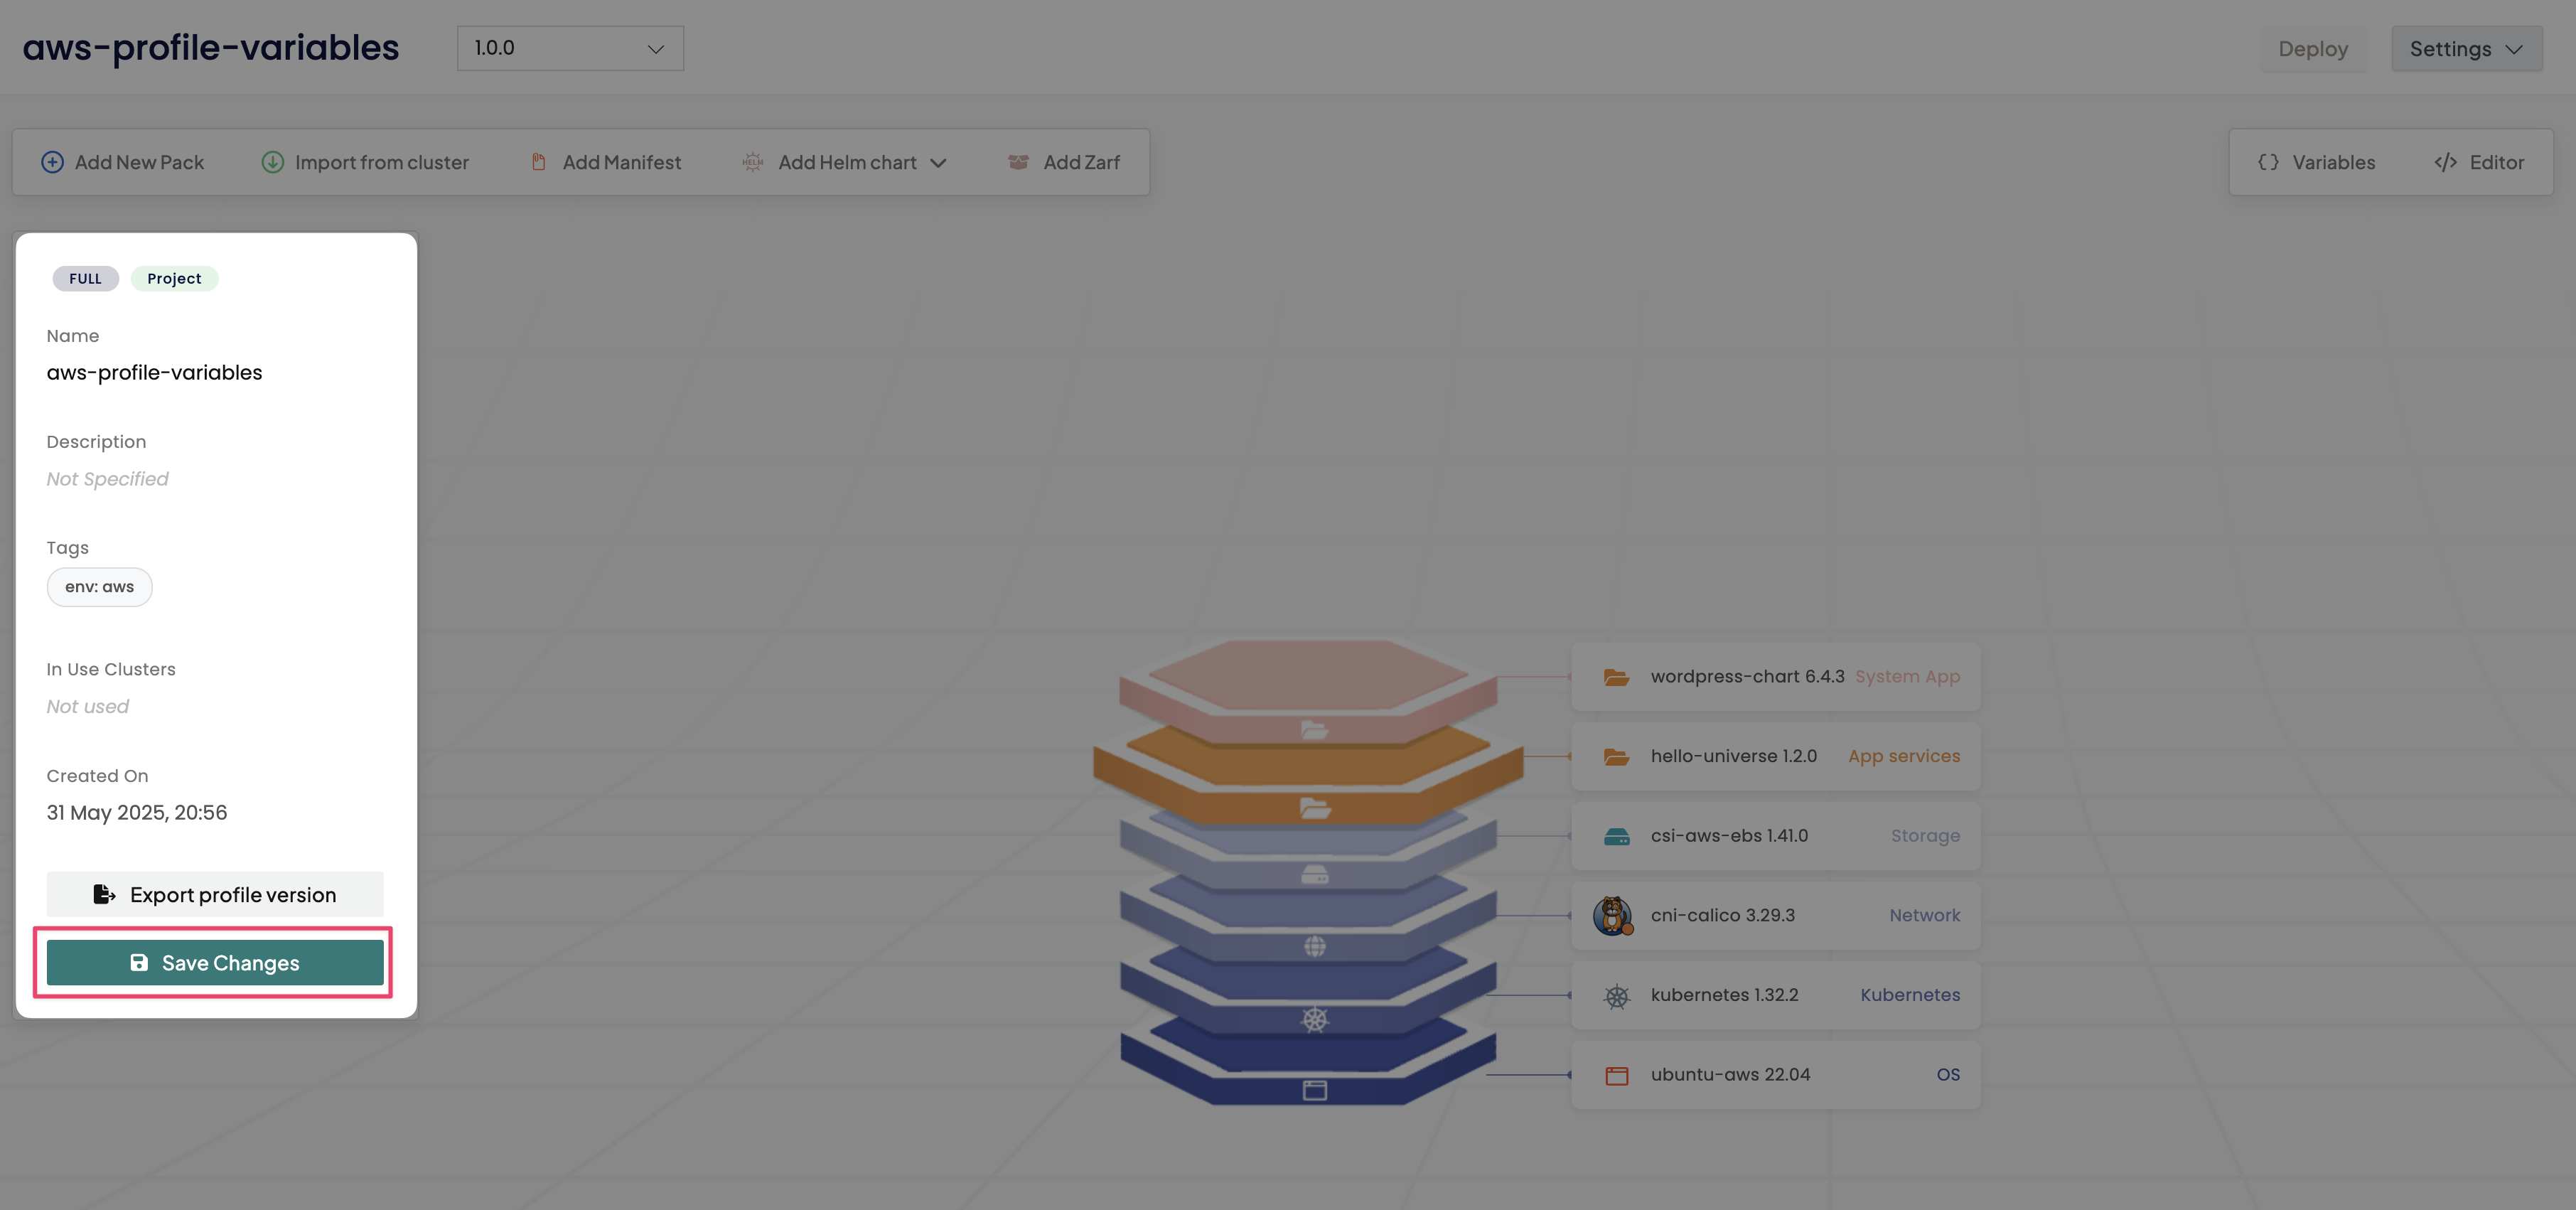 aws-profile-variables
1.0.0
Deploy
Settings
Add New Pack
Import from cluster
Add Manifest
HELM
Add Helm chart
Add Zarf
{} Variables
</> Editor
FULL
Project
Name
aws-profile-variables
Description
Not Specified
Tags
env: aws
In Use Clusters
Not used
Created On
31 May 2025, 20:56
Export profile version
Save Changes
wordpress-chart 6.4.3 System App
hello-universe 1.2.0 App services
csi-aws-ebs 1.41.0 Storage
cni-calico 3.29.3 Network
kubernetes 1.32.2 Kubernetes
ubuntu-aws 22.04 OS